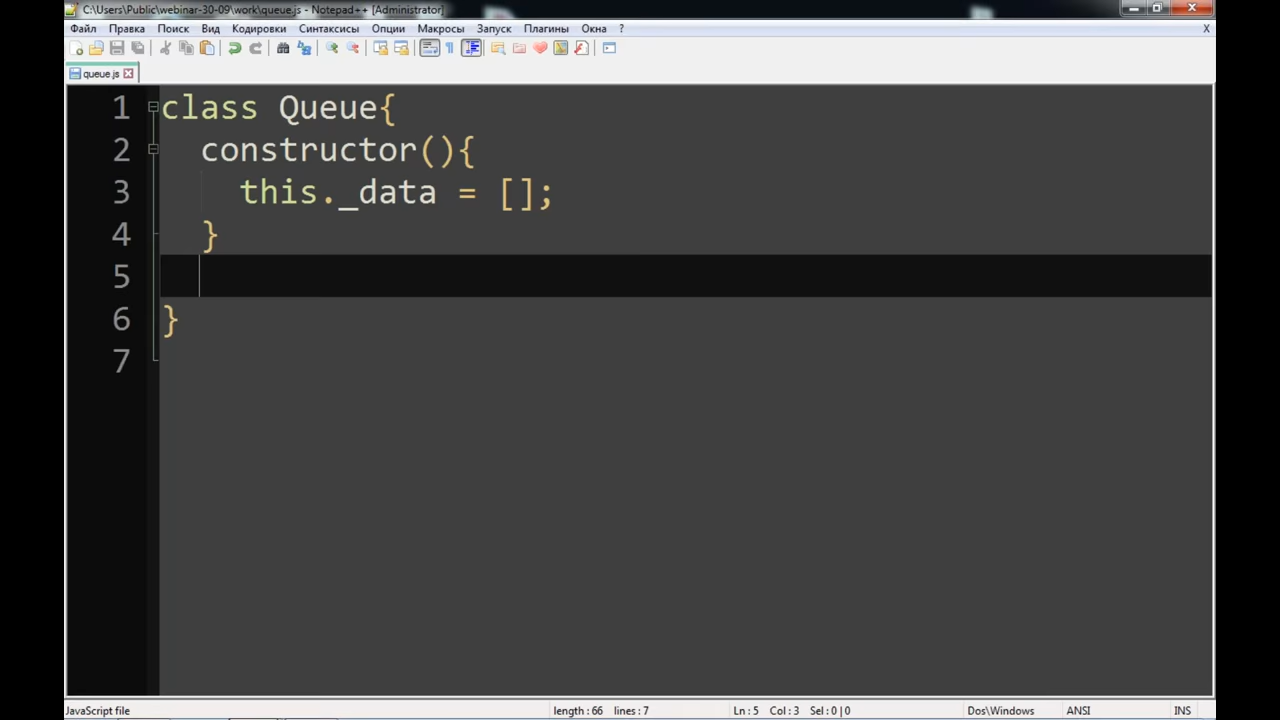 C:\Users\Public\webinar-30-09\work\queue.js - Notepad++ [Administrator]
Файл Правка Поиск Вид Кодировки Синтаксисы Опции Макросы Запуск Плагины Окна ? X
queue.js
1 class Queue{
2 constructor(){
3 this._data = [];
4 }
5
6 }
7
JavaScript file length : 66 lines : 7 Ln : 5 Col : 3 Sel : 0 | 0 Dos\Windows ANSI INS